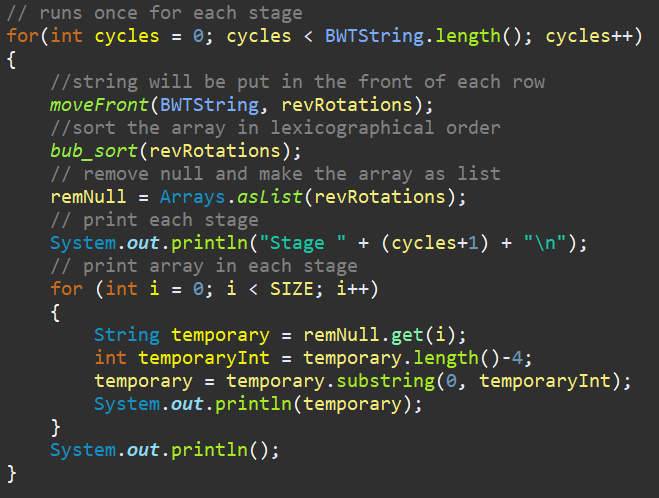 // runs once for each stage
for(int cycles = 0; cycles < BWTString.length(); cycles++)
{
    //string will be put in the front of each row
    moveFront(BWTString, revRotations);
    //sort the array in lexicographical order
    bub_sort(revRotations);
    // remove null and make the array as list
    remNull = Arrays.asList(revRotations);
    // print each stage
    System.out.println("Stage " + (cycles+1) + "\n");
    // print array in each stage
    for (int i = 0; i < SIZE; i++)
    {
        String temporary = remNull.get(i);
        int temporaryInt = temporary.length()-4;
        temporary = temporary.substring(0, temporaryInt);
        System.out.println(temporary);
    }
    System.out.println();
}